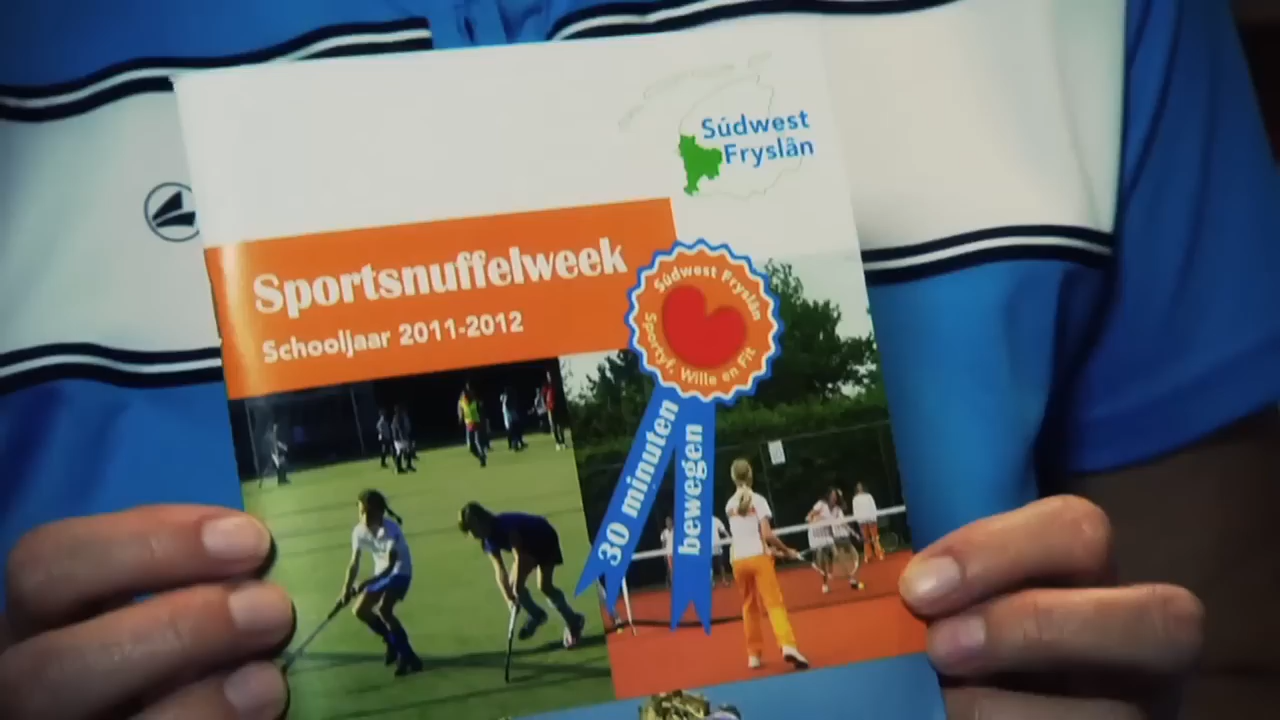 Súdwest
Fryslân
Sportsnuffelweek
Schooljaar 2011-2012
Súdwest Fryslân
Sportyf, Wille en Fit
30 minuten
bewegen